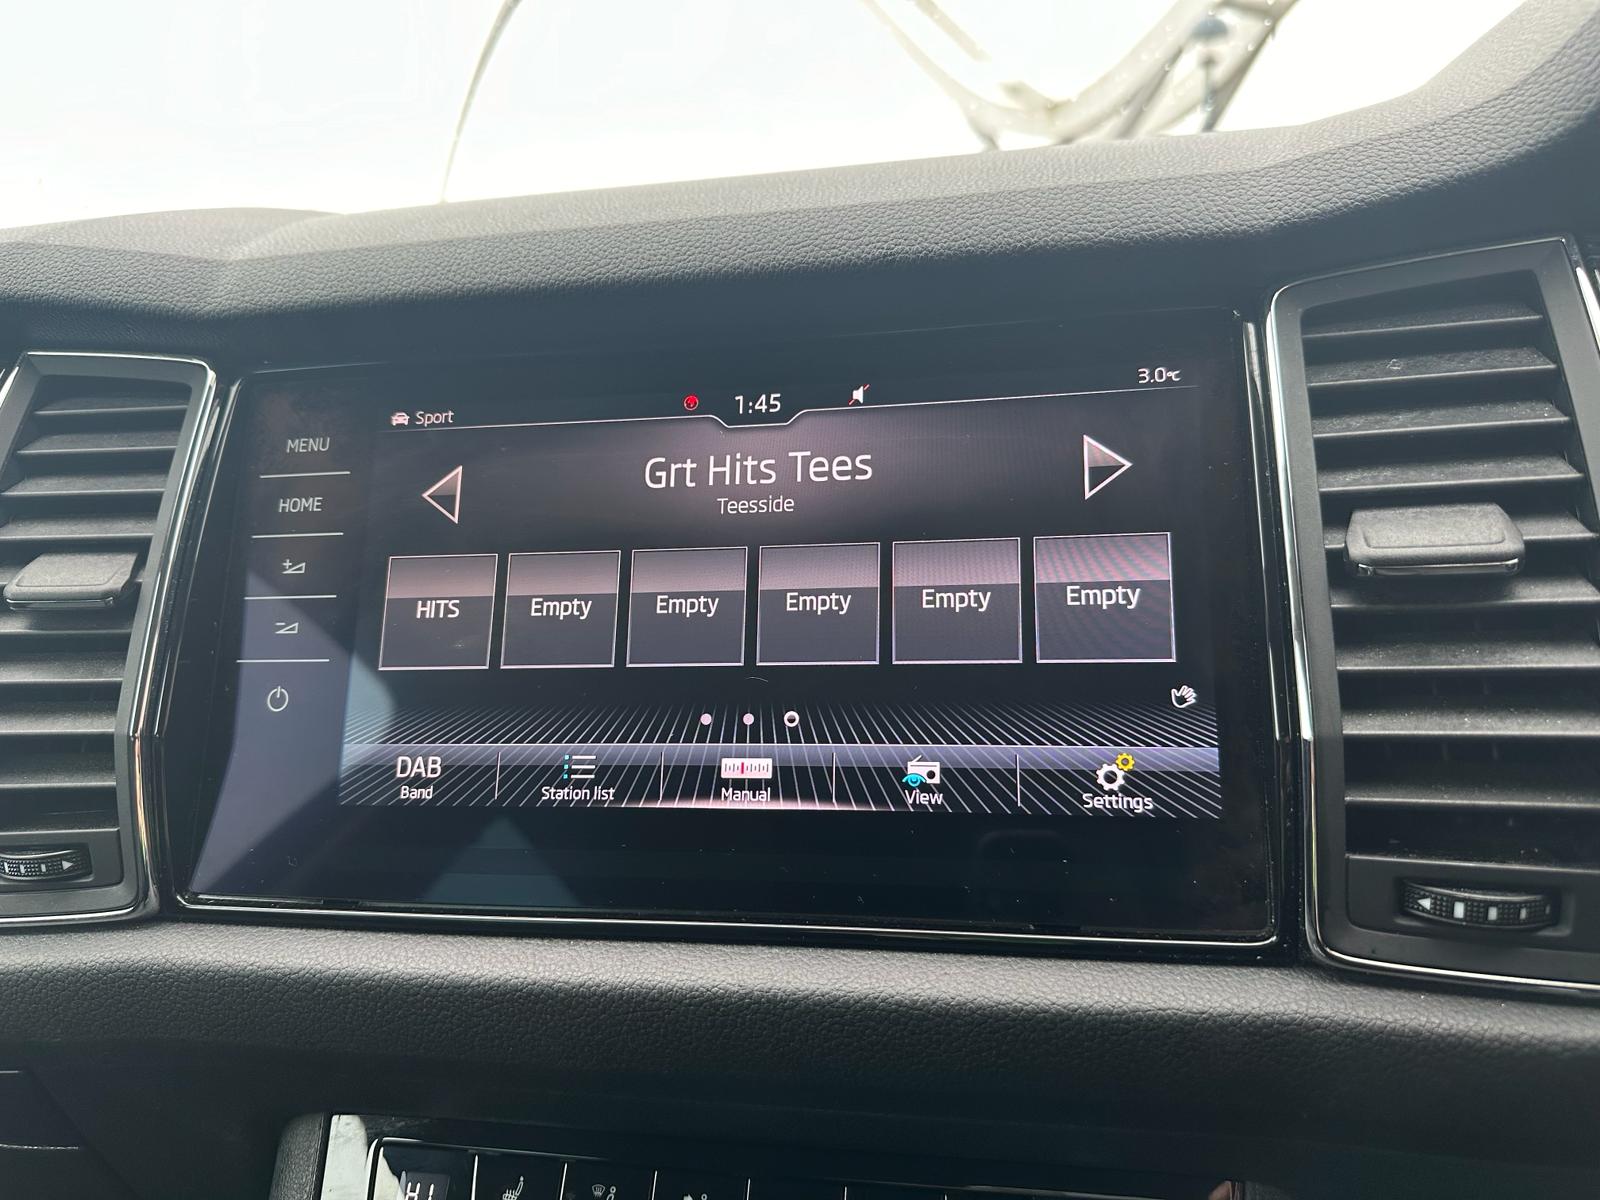 Sport
1:45
3.0°C
MENU
HOME
Grt Hits Tees
Teesside
HITS
Empty
Empty
Empty
Empty
Empty
DAB
Band
Station list
Manual
View
Settings
HI